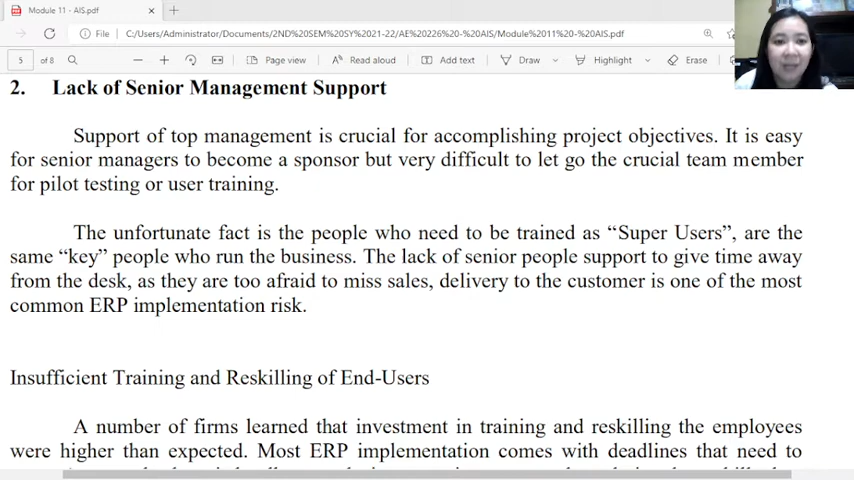 Module 11 - AIS.pdf
File C:/Users/Administrator/Documents/2ND%20SEM%20SY%2021-22/AE%20226%20-%20AIS/Module%2011%20-%20AIS.pdf
5 of 8 Page view Read aloud Add text Draw Highlight Erase
2. Lack of Senior Management Support
Support of top management is crucial for accomplishing project objectives. It is easy
for senior managers to become a sponsor but very difficult to let go the crucial team member
for pilot testing or user training.
The unfortunate fact is the people who need to be trained as “Super Users”, are the
same “key” people who run the business. The lack of senior people support to give time away
from the desk, as they are too afraid to miss sales, delivery to the customer is one of the most
common ERP implementation risk.
Insufficient Training and Reskilling of End-Users
A number of firms learned that investment in training and reskilling the employees
were higher than expected. Most ERP implementation comes with deadlines that need to